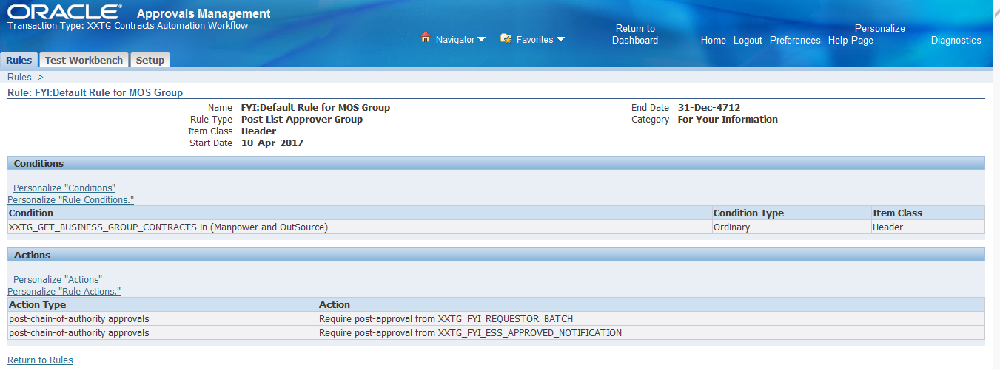 ORACLE® Approvals Management
Transaction Type: XXTG Contracts Automation Workflow
Navigator Favorites Return to Dashboard Home Logout Preferences Help Personalize Page Diagnostics
Rules Test Workbench Setup
Rules >
Rule: FYI:Default Rule for MOS Group
Name FYI:Default Rule for MOS Group End Date 31-Dec-4712
Rule Type Post List Approver Group Category For Your Information
Item Class Header
Start Date 10-Apr-2017
Conditions
Personalize "Conditions"
Personalize "Rule Conditions."
Condition Condition Type Item Class
XXTG_GET_BUSINESS_GROUP_CONTRACTS in (Manpower and OutSource) Ordinary Header
Actions
Personalize "Actions"
Personalize "Rule Actions."
Action Type Action
post-chain-of-authority approvals Require post-approval from XXTG_FYI_REQUESTOR_BATCH
post-chain-of-authority approvals Require post-approval from XXTG_FYI_ESS_APPROVED_NOTIFICATION
Return to Rules